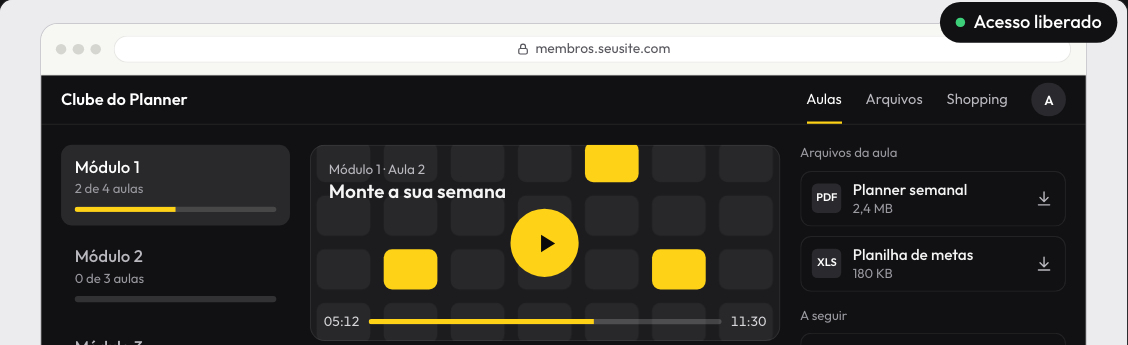 Acesso liberado
membros.seusite.com
Clube do Planner
Aulas
Arquivos
Shopping
A
Módulo 1
2 de 4 aulas
Módulo 2
0 de 3 aulas
Módulo 1 · Aula 2
Monte a sua semana
05:12
11:30
Arquivos da aula
PDF
Planner semanal
2,4 MB
XLS
Planilha de metas
180 KB
A seguir